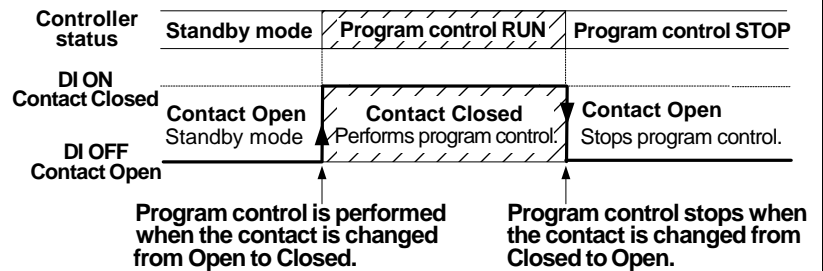 Controller status
Standby mode
Program control RUN
Program control STOP
DI ON
Contact Closed
Contact Open
Standby mode
Contact Closed
Performs program control.
Contact Open
Stops program control.
DI OFF
Contact Open
Program control is performed
when the contact is changed
from Open to Closed.
Program control stops when
the contact is changed from
Closed to Open.